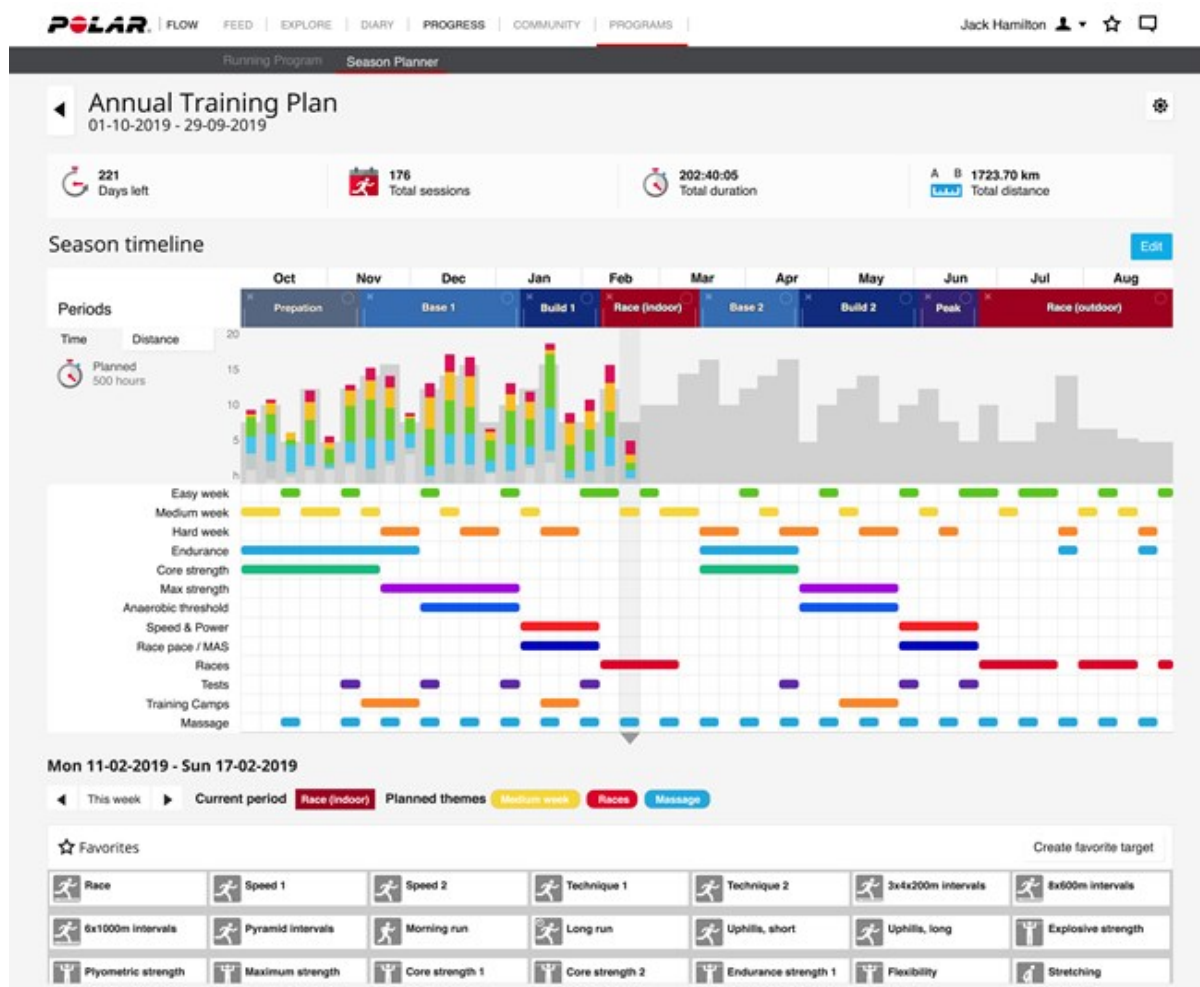 POLAR. FLOW FEED EXPLORE DIARY PROGRESS COMMUNITY PROGRAMS Jack Hamilton
Running Program Season Planner
Annual Training Plan
01-10-2019 - 29-09-2019
221 176 202:40:05 A B 1723.70 km
Days left Total sessions Total duration Total distance
Season timeline Edit
Oct Nov Dec Jan Feb Mar Apr May Jun Jul Aug
Periods Prepation Base 1 Build 1 Race (indoor) Base 2 Build 2 Peak Race (outdoor)
Time Distance 20
Planned 15
500 hours
10
5
h
Easy week
Medium week
Hard week
Endurance
Core strength
Max strength
Anaerobic threshold
Speed & Power
Race pace / MAS
Races
Tests
Training Camps
Massage
Mon 11-02-2019 - Sun 17-02-2019
This week Current period Race (Indoor) Planned themes Medium week Races Massage
Favorites Create favorite target
Race Speed 1 Speed 2 Technique 1 Technique 2 3x4x200m intervals 8x600m intervals
6x1000m intervals Pyramid intervals Morning run Long run Uphills, short Uphills, long Explosive strength
Plyometric strength Maximum strength Core strength 1 Core strength 2 Endurance strength 1 Flexibility Stretching